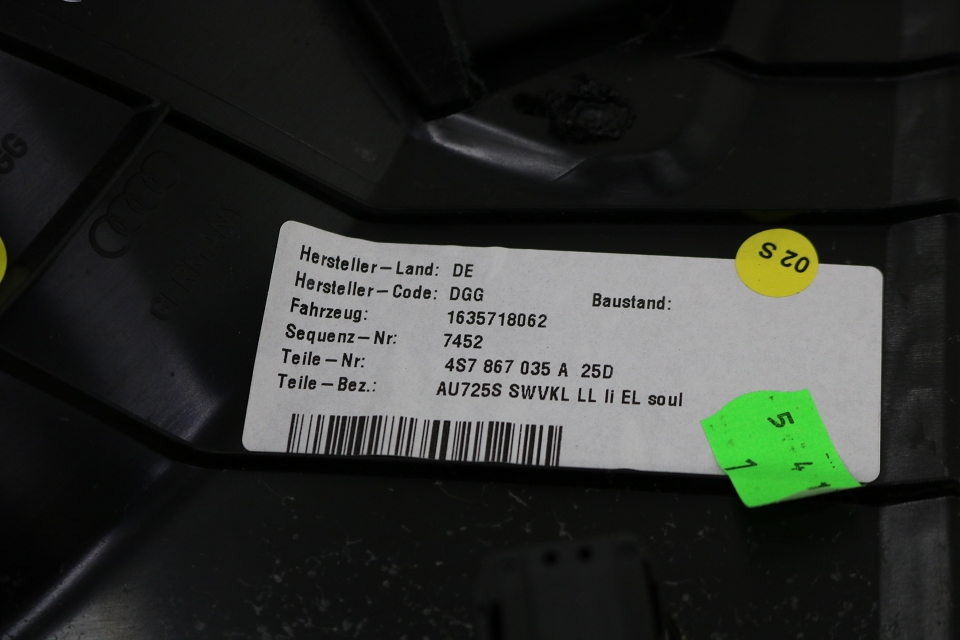 Hersteller-Land: DE
Hersteller-Code: DGG
Baustand:
Fahrzeug: 1635718062
Sequenz-Nr: 7452
Teile-Nr: 4S7 867 035 A 25D
Teile-Bez.: AU725S SWVKL LL li EL soul
02 S
5
4 1
1
GG